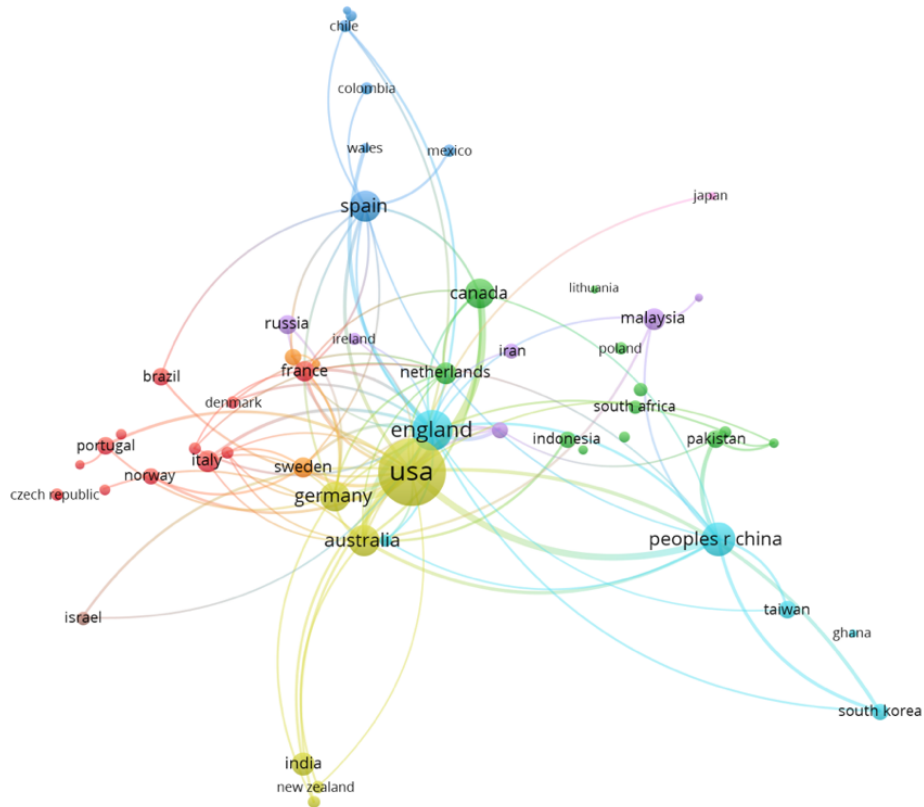 chile
colombia
wales
mexico
japan
spain
canada
lithuania
malaysia
russia
ireland
iran
poland
brazil
france
netherlands
denmark
south africa
england
indonesia
pakistan
portugal
italy
norway
sweden
usa
czech republic
germany
australia
peoples r china
israel
taiwan
ghana
south korea
india
new zealand